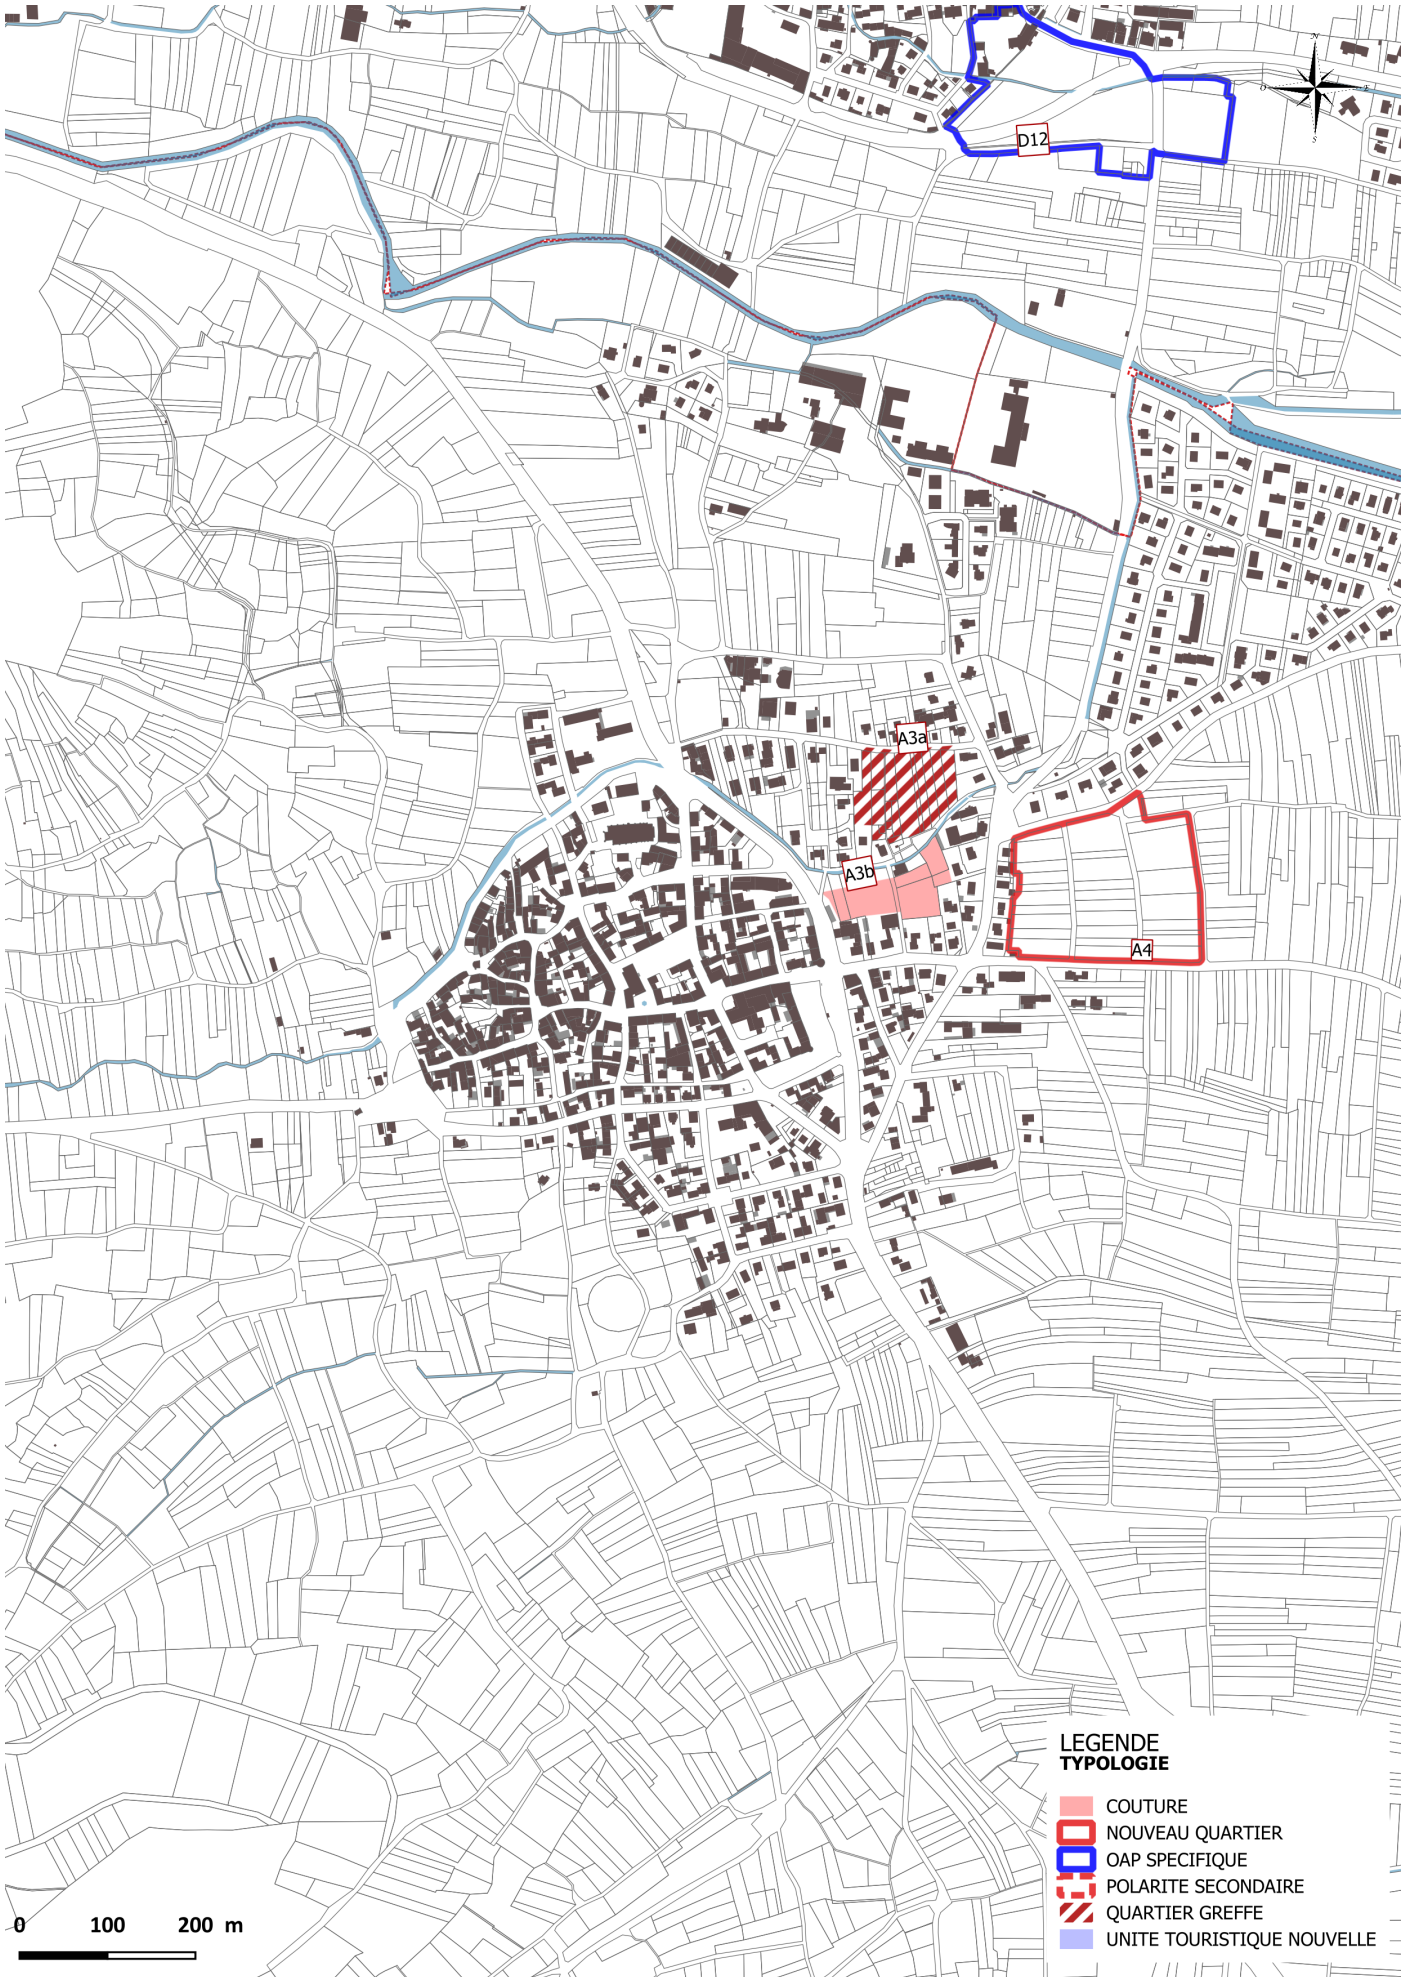 N
O
E
S
D12
A3a
A3b
A4
LEGENDE
TYPOLOGIE
COUTURE
NOUVEAU QUARTIER
OAP SPECIFIQUE
POLARITE SECONDAIRE
QUARTIER GREFFE
UNITE TOURISTIQUE NOUVELLE
0 100 200 m